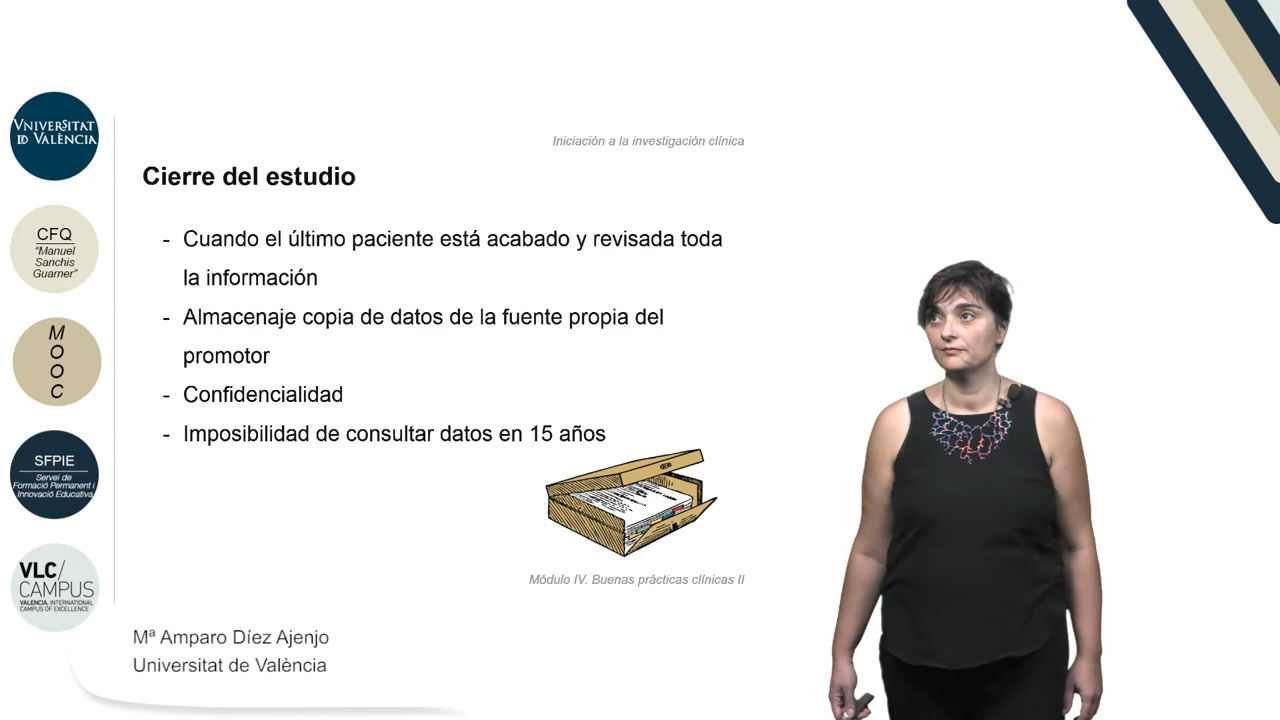 VNIVERSITAT
DE VALÈNCIA
CFQ
"Manuel
Sanchis
Guarner"
M
O
O
C
SFPIE
Servei de
Formació Permanent i
Innovació Educativa
VLC/
CAMPUS
VALENCIA, INTERNATIONAL
CAMPUS OF EXCELLENCE
Iniciación a la investigación clínica
Cierre del estudio
- Cuando el último paciente está acabado y revisada toda
la información
- Almacenaje copia de datos de la fuente propia del
promotor
- Confidencialidad
- Imposibilidad de consultar datos en 15 años
Módulo IV. Buenas prácticas clínicas II
Mª Amparo Díez Ajenjo
Universitat de València